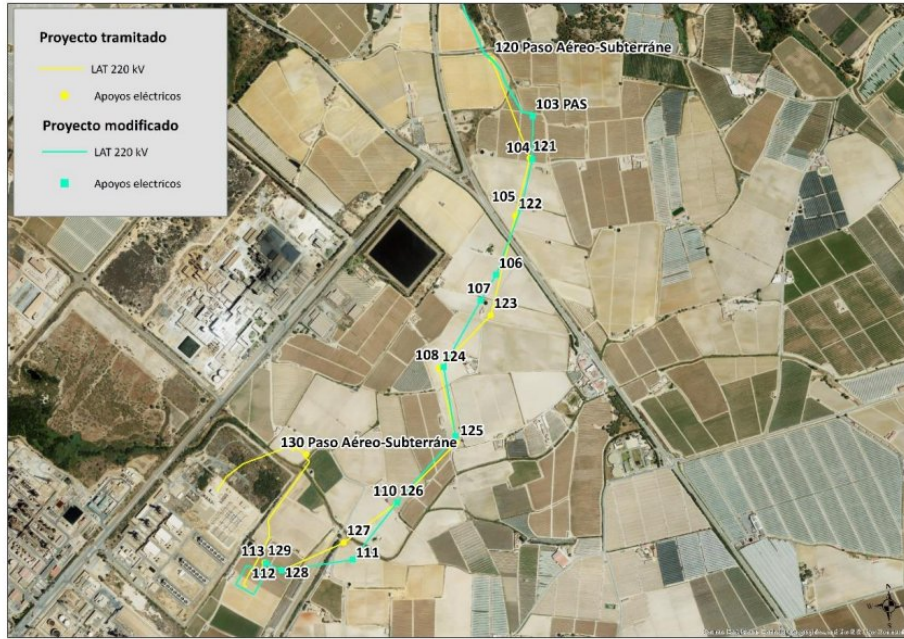 Proyecto tramitado
LAT 220 kV
Apoyos eléctricos
Proyecto modificado
LAT 220 kV
Apoyos electricos
120 Paso Aéreo-Subterráne
103 PAS
104 121
105
122
106
107
123
108 124
125
130 Paso Aéreo-Subterráne
110 126
127
113 129
111
112 128